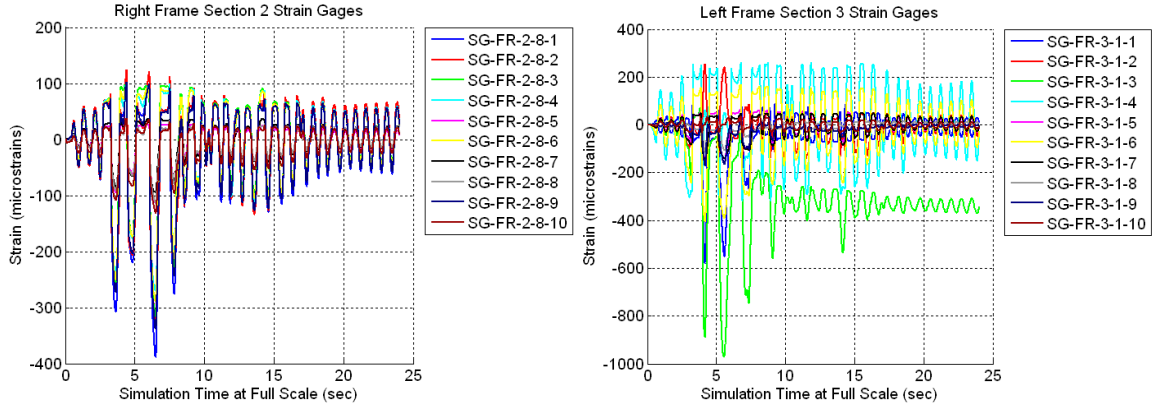 Right Frame Section 2 Strain Gages
200
100
0
-100
-200
-300
-400
Strain (microstrains)
0
5
10
15
20
25
Simulation Time at Full Scale (sec)
SG-FR-2-8-1
SG-FR-2-8-2
SG-FR-2-8-3
SG-FR-2-8-4
SG-FR-2-8-5
SG-FR-2-8-6
SG-FR-2-8-7
SG-FR-2-8-8
SG-FR-2-8-9
SG-FR-2-8-10
Left Frame Section 3 Strain Gages
400
200
0
-200
-400
-600
-800
-1000
Strain (microstrains)
0
5
10
15
20
25
Simulation Time at Full Scale (sec)
SG-FR-3-1-1
SG-FR-3-1-2
SG-FR-3-1-3
SG-FR-3-1-4
SG-FR-3-1-5
SG-FR-3-1-6
SG-FR-3-1-7
SG-FR-3-1-8
SG-FR-3-1-9
SG-FR-3-1-10